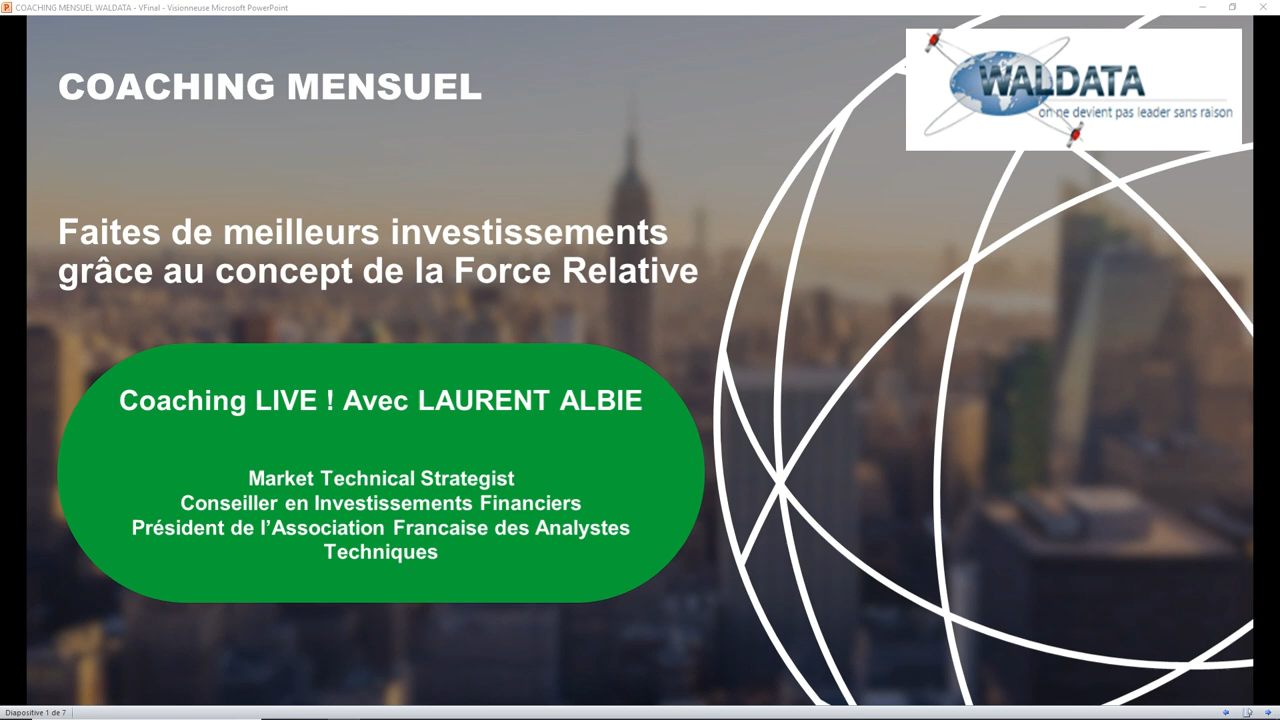 COACHING MENSUEL WALDATA - VFinal - Visionneuse Microsoft PowerPoint
COACHING MENSUEL
WALDATA
on ne devient pas leader sans raison
Faites de meilleurs investissements
grâce au concept de la Force Relative
Coaching LIVE ! Avec LAURENT ALBIE
Market Technical Strategist
Conseiller en Investissements Financiers
Président de l’Association Francaise des Analystes
Techniques
Diapositive 1 de 7